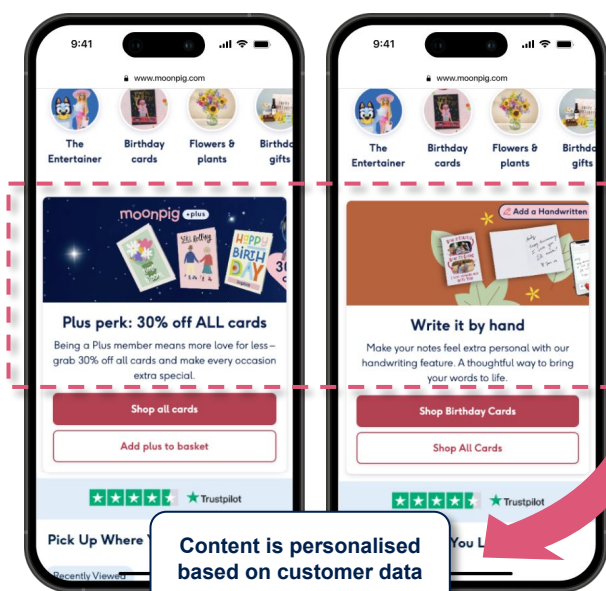 9:41
www.moonpig.com
The Entertainer
Birthday cards
Flowers & plants
gifts
moonpig plus
HAPPY BIRTHDAY
Plus perk: 30% off ALL cards
Being a Plus member means more love for less –
grab 30% off all cards and make every occasion
extra special.
Shop all cards
Add plus to basket
Trustpilot
Pick Up Where
Recently Viewed
9:41
www.moonpig.com
The Entertainer
Birthday cards
Flowers & plants
gifts
Add a Handwritten
Write it by hand
Make your notes feel extra personal with our
handwriting feature. A thoughtful way to bring
your words to life.
Shop Birthday Cards
Shop All Cards
Trustpilot
You L
Content is personalised
based on customer data